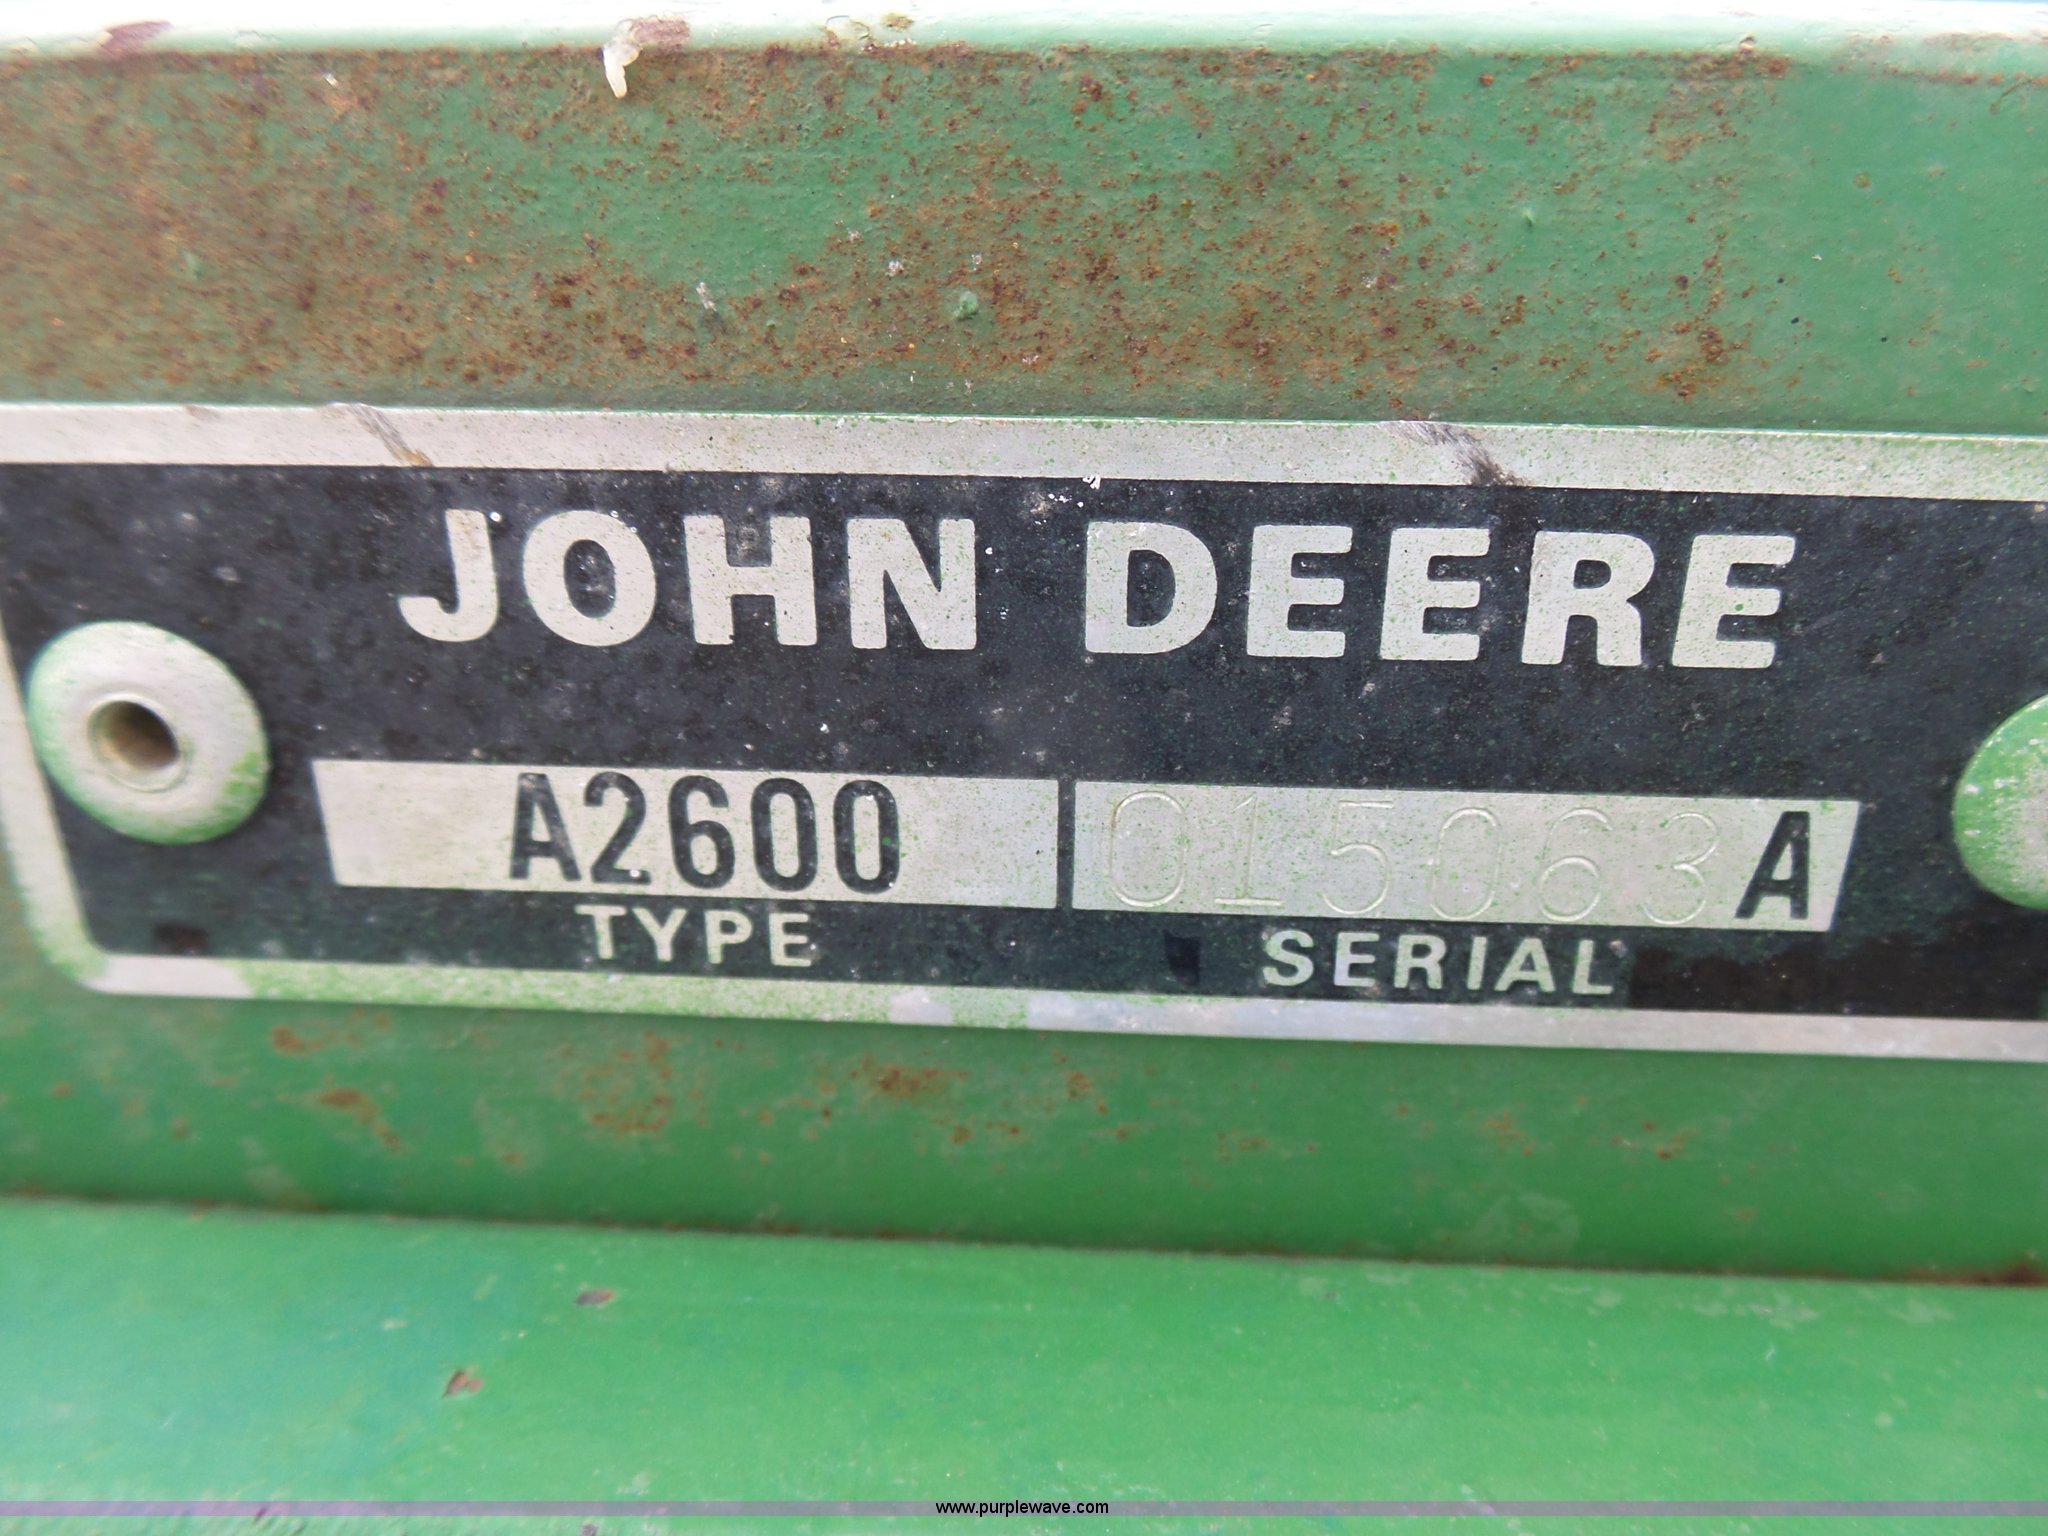 JOHN DEERE
A2600 015063A
TYPE SERIAL
www.purplewave.com